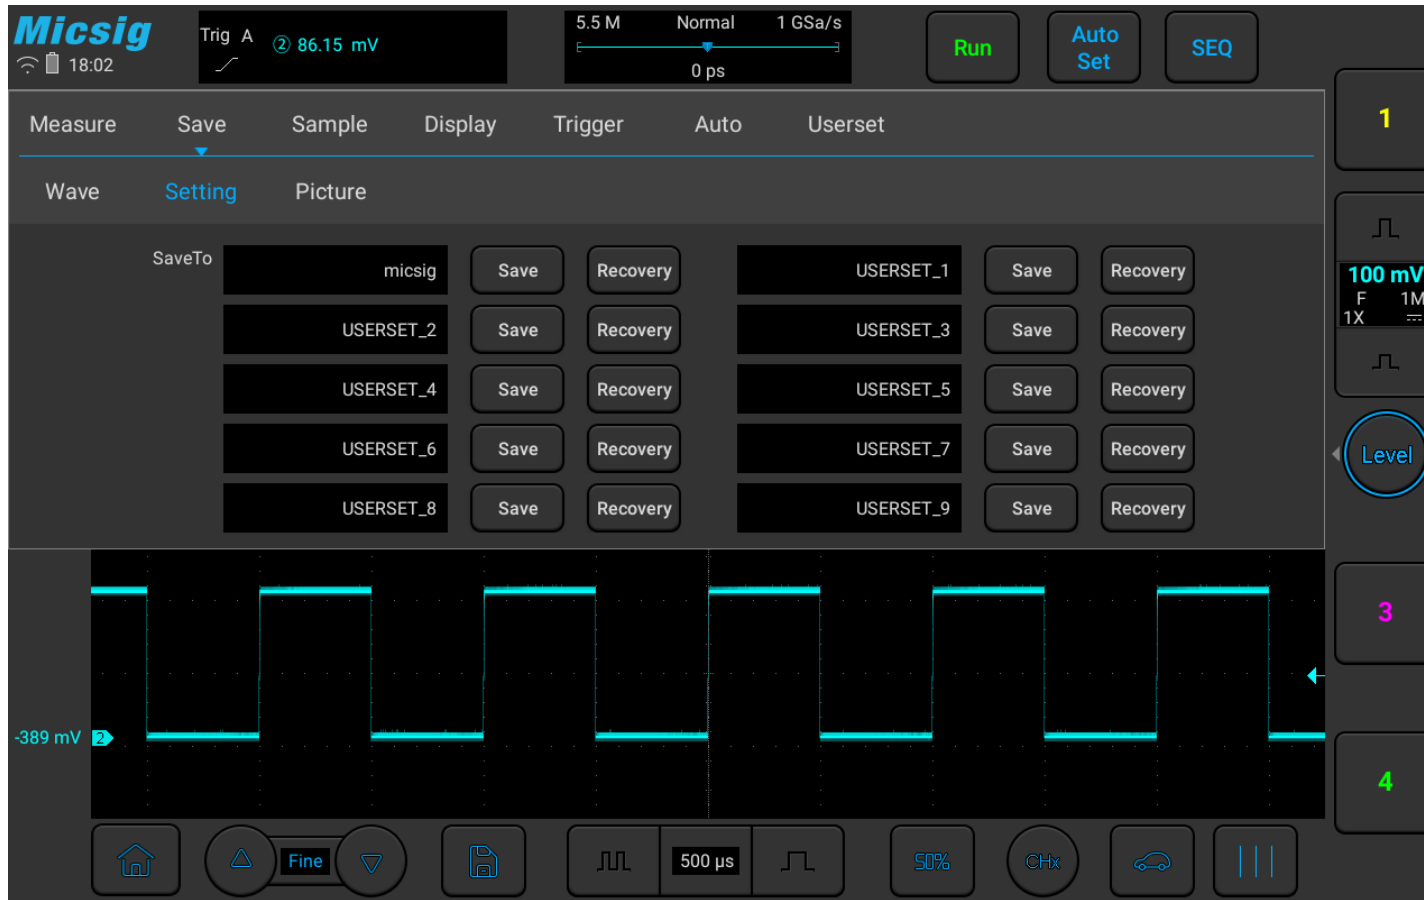 Micsig
18:02
Trig A ② 86.15 mV
5.5 M Normal 1 GSa/s
0 ps
Run
Auto Set
SEQ
Measure Save Sample Display Trigger Auto Userset
Wave Setting Picture
SaveTo micsig Save Recovery USERSET_1 Save Recovery
USERSET_2 Save Recovery USERSET_3 Save Recovery
USERSET_4 Save Recovery USERSET_5 Save Recovery
USERSET_6 Save Recovery USERSET_7 Save Recovery
USERSET_8 Save Recovery USERSET_9 Save Recovery
1
100 mV
F 1M
1X
Level
3
4
-389 mV 2
Fine
500 µs
50%
CHx